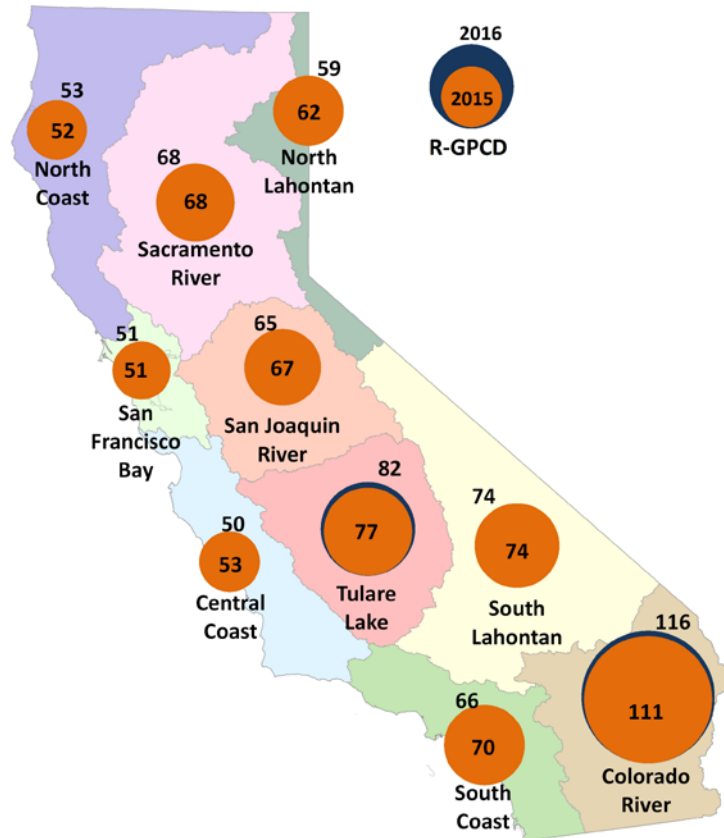 2016
2015
R-GPCD
53
52
North
Coast
59
62
North
Lahontan
68
68
Sacramento
River
51
51
San
Francisco
Bay
65
67
San Joaquin
River
82
77
Tulare
Lake
74
74
South
Lahontan
50
53
Central
Coast
116
111
Colorado
River
66
70
South
Coast